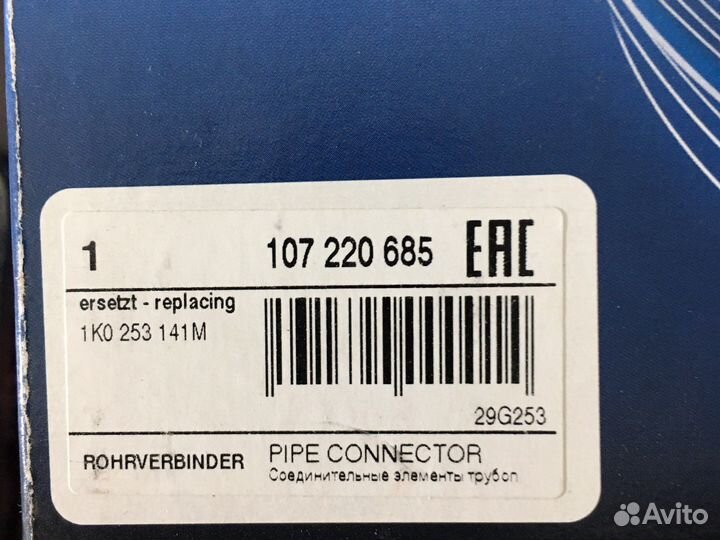 1 107 220 685 EAC
ersetzt - replacing
1K0 253 141M
29G253
ROHRVERBINDER PIPE CONNECTOR
Соединительные элементы трубоп
Avito